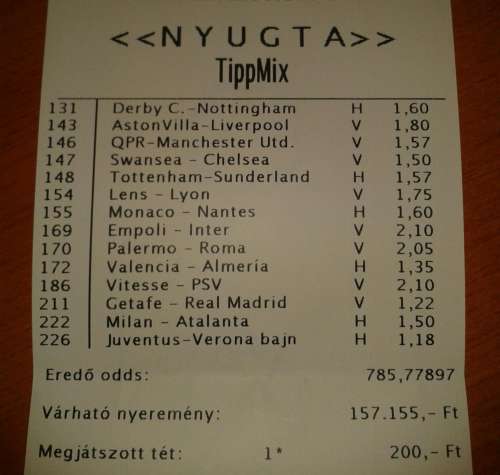 <<NYUGTA>>
TippMix
131 Derby C.-Nottingham H 1,60
143 AstonVilla-Liverpool V 1,80
146 QPR-Manchester Utd. V 1,57
147 Swansea - Chelsea V 1,50
148 Tottenham-Sunderland H 1,57
154 Lens - Lyon V 1,75
155 Monaco - Nantes H 1,60
169 Empoli - Inter V 2,10
170 Palermo - Roma V 2,05
172 Valencia - Almería H 1,35
186 Vitesse - PSV V 2,10
211 Getafe - Real Madrid V 1,22
222 Milan - Atalanta H 1,50
226 Juventus-Verona bajn H 1,18
Eredő odds: 785,77897
Várható nyeremény: 157.155,- Ft
Megjátszott tét: 1* 200,- Ft